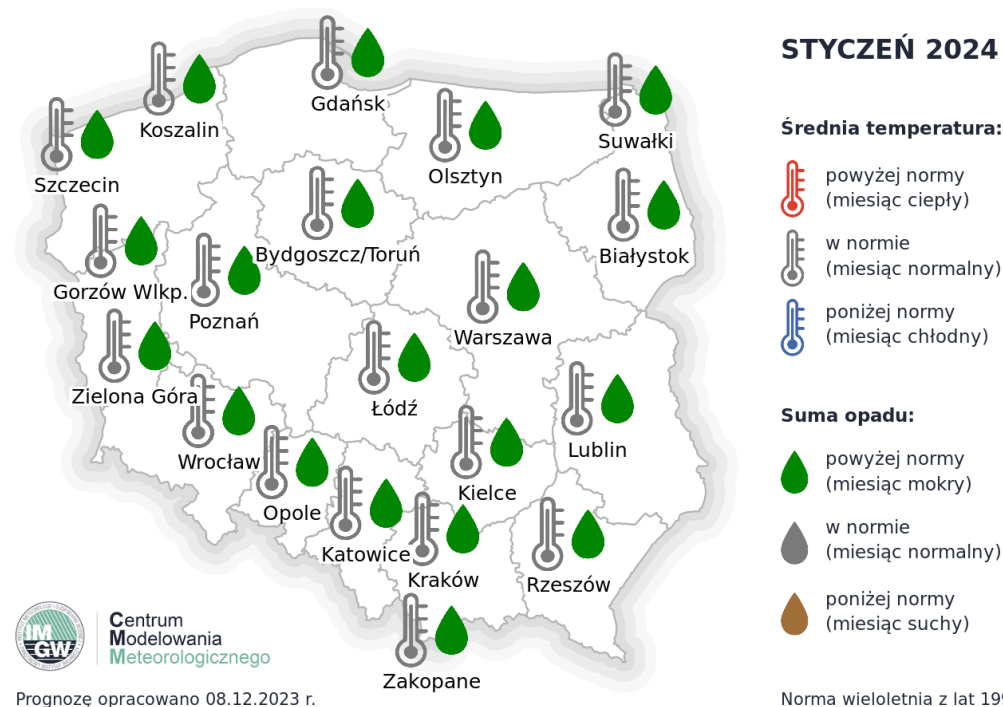 STYCZEŃ 2024
Gdańsk
Koszalin
Suwałki
Olsztyn
Szczecin
Bydgoszcz/Toruń
Białystok
Gorzów Wlkp.
Poznań
Warszawa
Zielona Góra
Łódź
Lublin
Wrocław
Kielce
Opole
Katowice
Kraków
Rzeszów
Zakopane
Średnia temperatura:
powyżej normy
(miesiąc ciepły)
w normie
(miesiąc normalny)
poniżej normy
(miesiąc chłodny)
Suma opadu:
powyżej normy
(miesiąc mokry)
w normie
(miesiąc normalny)
poniżej normy
(miesiąc suchy)
IM
GW
Centrum
Modelowania
Meteorologicznego
Prognozę opracowano 08.12.2023 r.
Norma wieloletnia z lat 199